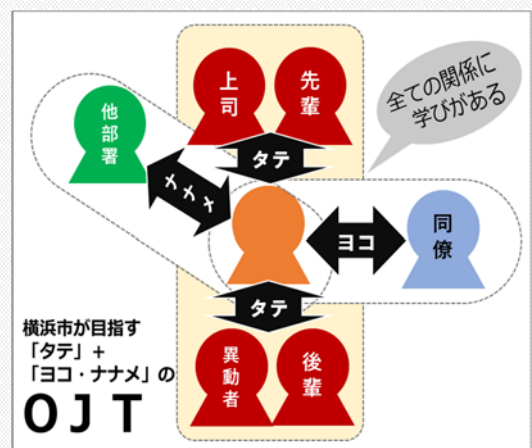 上司
先輩
全ての関係に
学びがある
他部署
タテ
ナナメ
ヨコ
同僚
タテ
異動者
後輩
横浜市が目指す
「タテ」+
「ヨコ・ナナメ」の
OJT